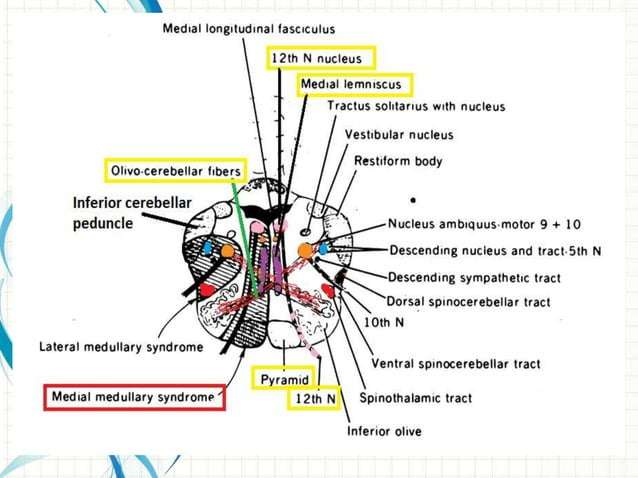 Medial longitudinal fasciculus
12th N nucleus
Medial lemniscus
Tractus solitarius with nucleus
Vestibular nucleus
Restiform body
Olivo-cerebellar fibers
Inferior cerebellar
peduncle
Nucleus ambiquus-motor 9 + 10
Descending nucleus and tract-5th N
Descending sympathetic tract
Dorsal spinocerebellar tract
10th N
Lateral medullary syndrome
Ventral spinocerebellar tract
Pyramid
Medial medullary syndrome
12th N
Spinothalamic tract
Inferior olive